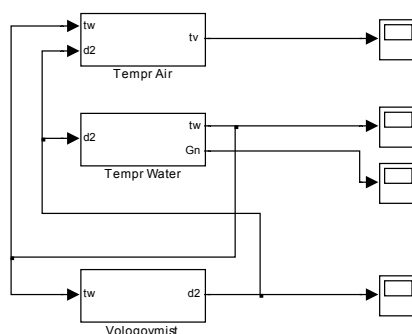 tw
d2
tv
Tempr Air
d2
tw
Gn
Tempr Water
tw
d2
Vologovmist